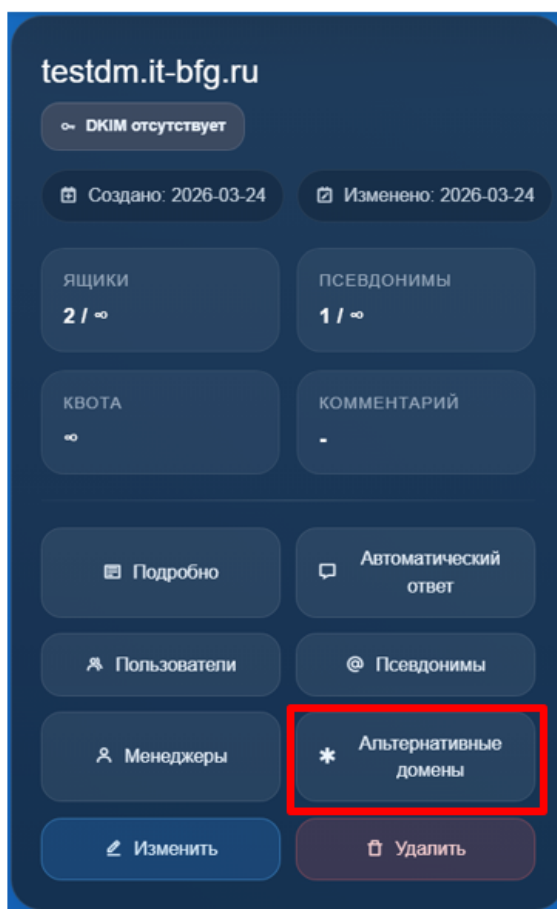 testdm.it-bfg.ru
DKIM отсутствует
Создано: 2026-03-24
Изменено: 2026-03-24
ЯЩИКИ
2 / ∞
ПСЕВДОНИМЫ
1 / ∞
КВОТА
∞
КОММЕНТАРИЙ
-
Подробно
Автоматический
ответ
Пользователи
@ Псевдонимы
Менеджеры
Альтернативные
домены
Изменить
Удалить